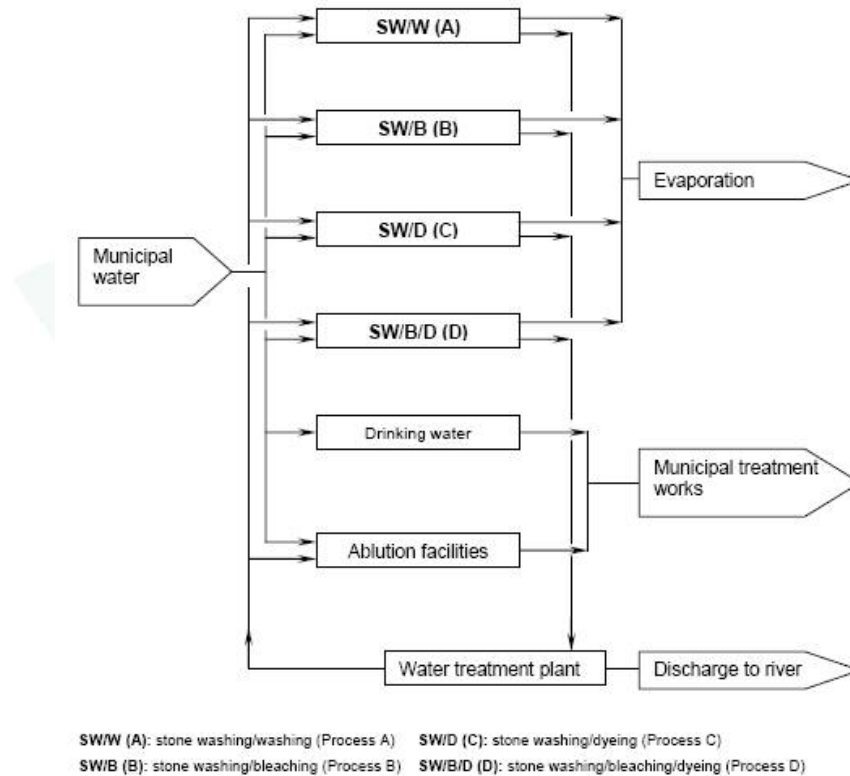 SW/W (A)
SW/B (B)
Evaporation
SW/D (C)
Municipal
water
SW/B/D (D)
Drinking water
Municipal treatment
works
Ablution facilities
Water treatment plant
Discharge to river
SW/W (A): stone washing/washing (Process A) SW/D (C): stone washing/dyeing (Process C)
SW/B (B): stone washing/bleaching (Process B) SW/B/D (D): stone washing/bleaching/dyeing (Process D)